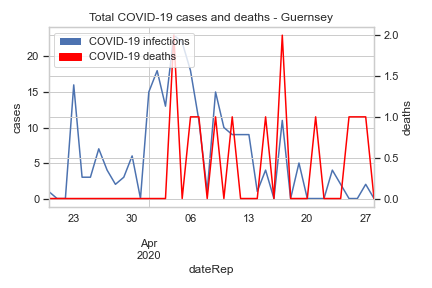 Total COVID-19 cases and deaths - Guernsey
COVID-19 infections
COVID-19 deaths
cases
20
15
10
5
0
2.0
1.5
1.0
0.5
0.0
deaths
23 30 06 13 20 27
Apr
2020
dateRep